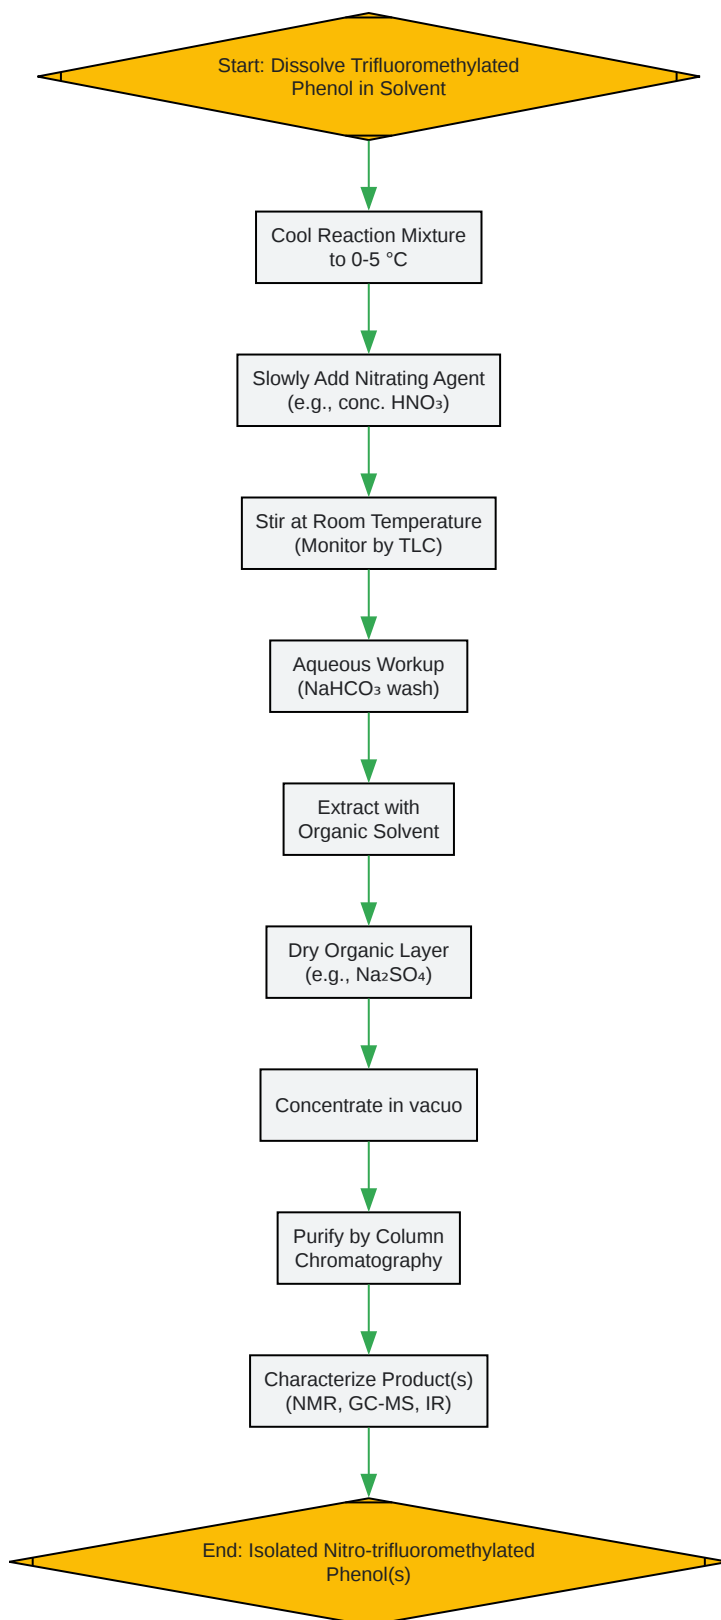 Start: Dissolve Trifluoromethylated
Phenol in Solvent
Cool Reaction Mixture
to 0-5 °C
Slowly Add Nitrating Agent
(e.g., conc. HNO₃)
Stir at Room Temperature
(Monitor by TLC)
Aqueous Workup
(NaHCO₃ wash)
Extract with
Organic Solvent
Dry Organic Layer
(e.g., Na₂SO₄)
Concentrate in vacuo
Purify by Column
Chromatography
Characterize Product(s)
(NMR, GC-MS, IR)
End: Isolated Nitro-trifluoromethylated
Phenol(s)